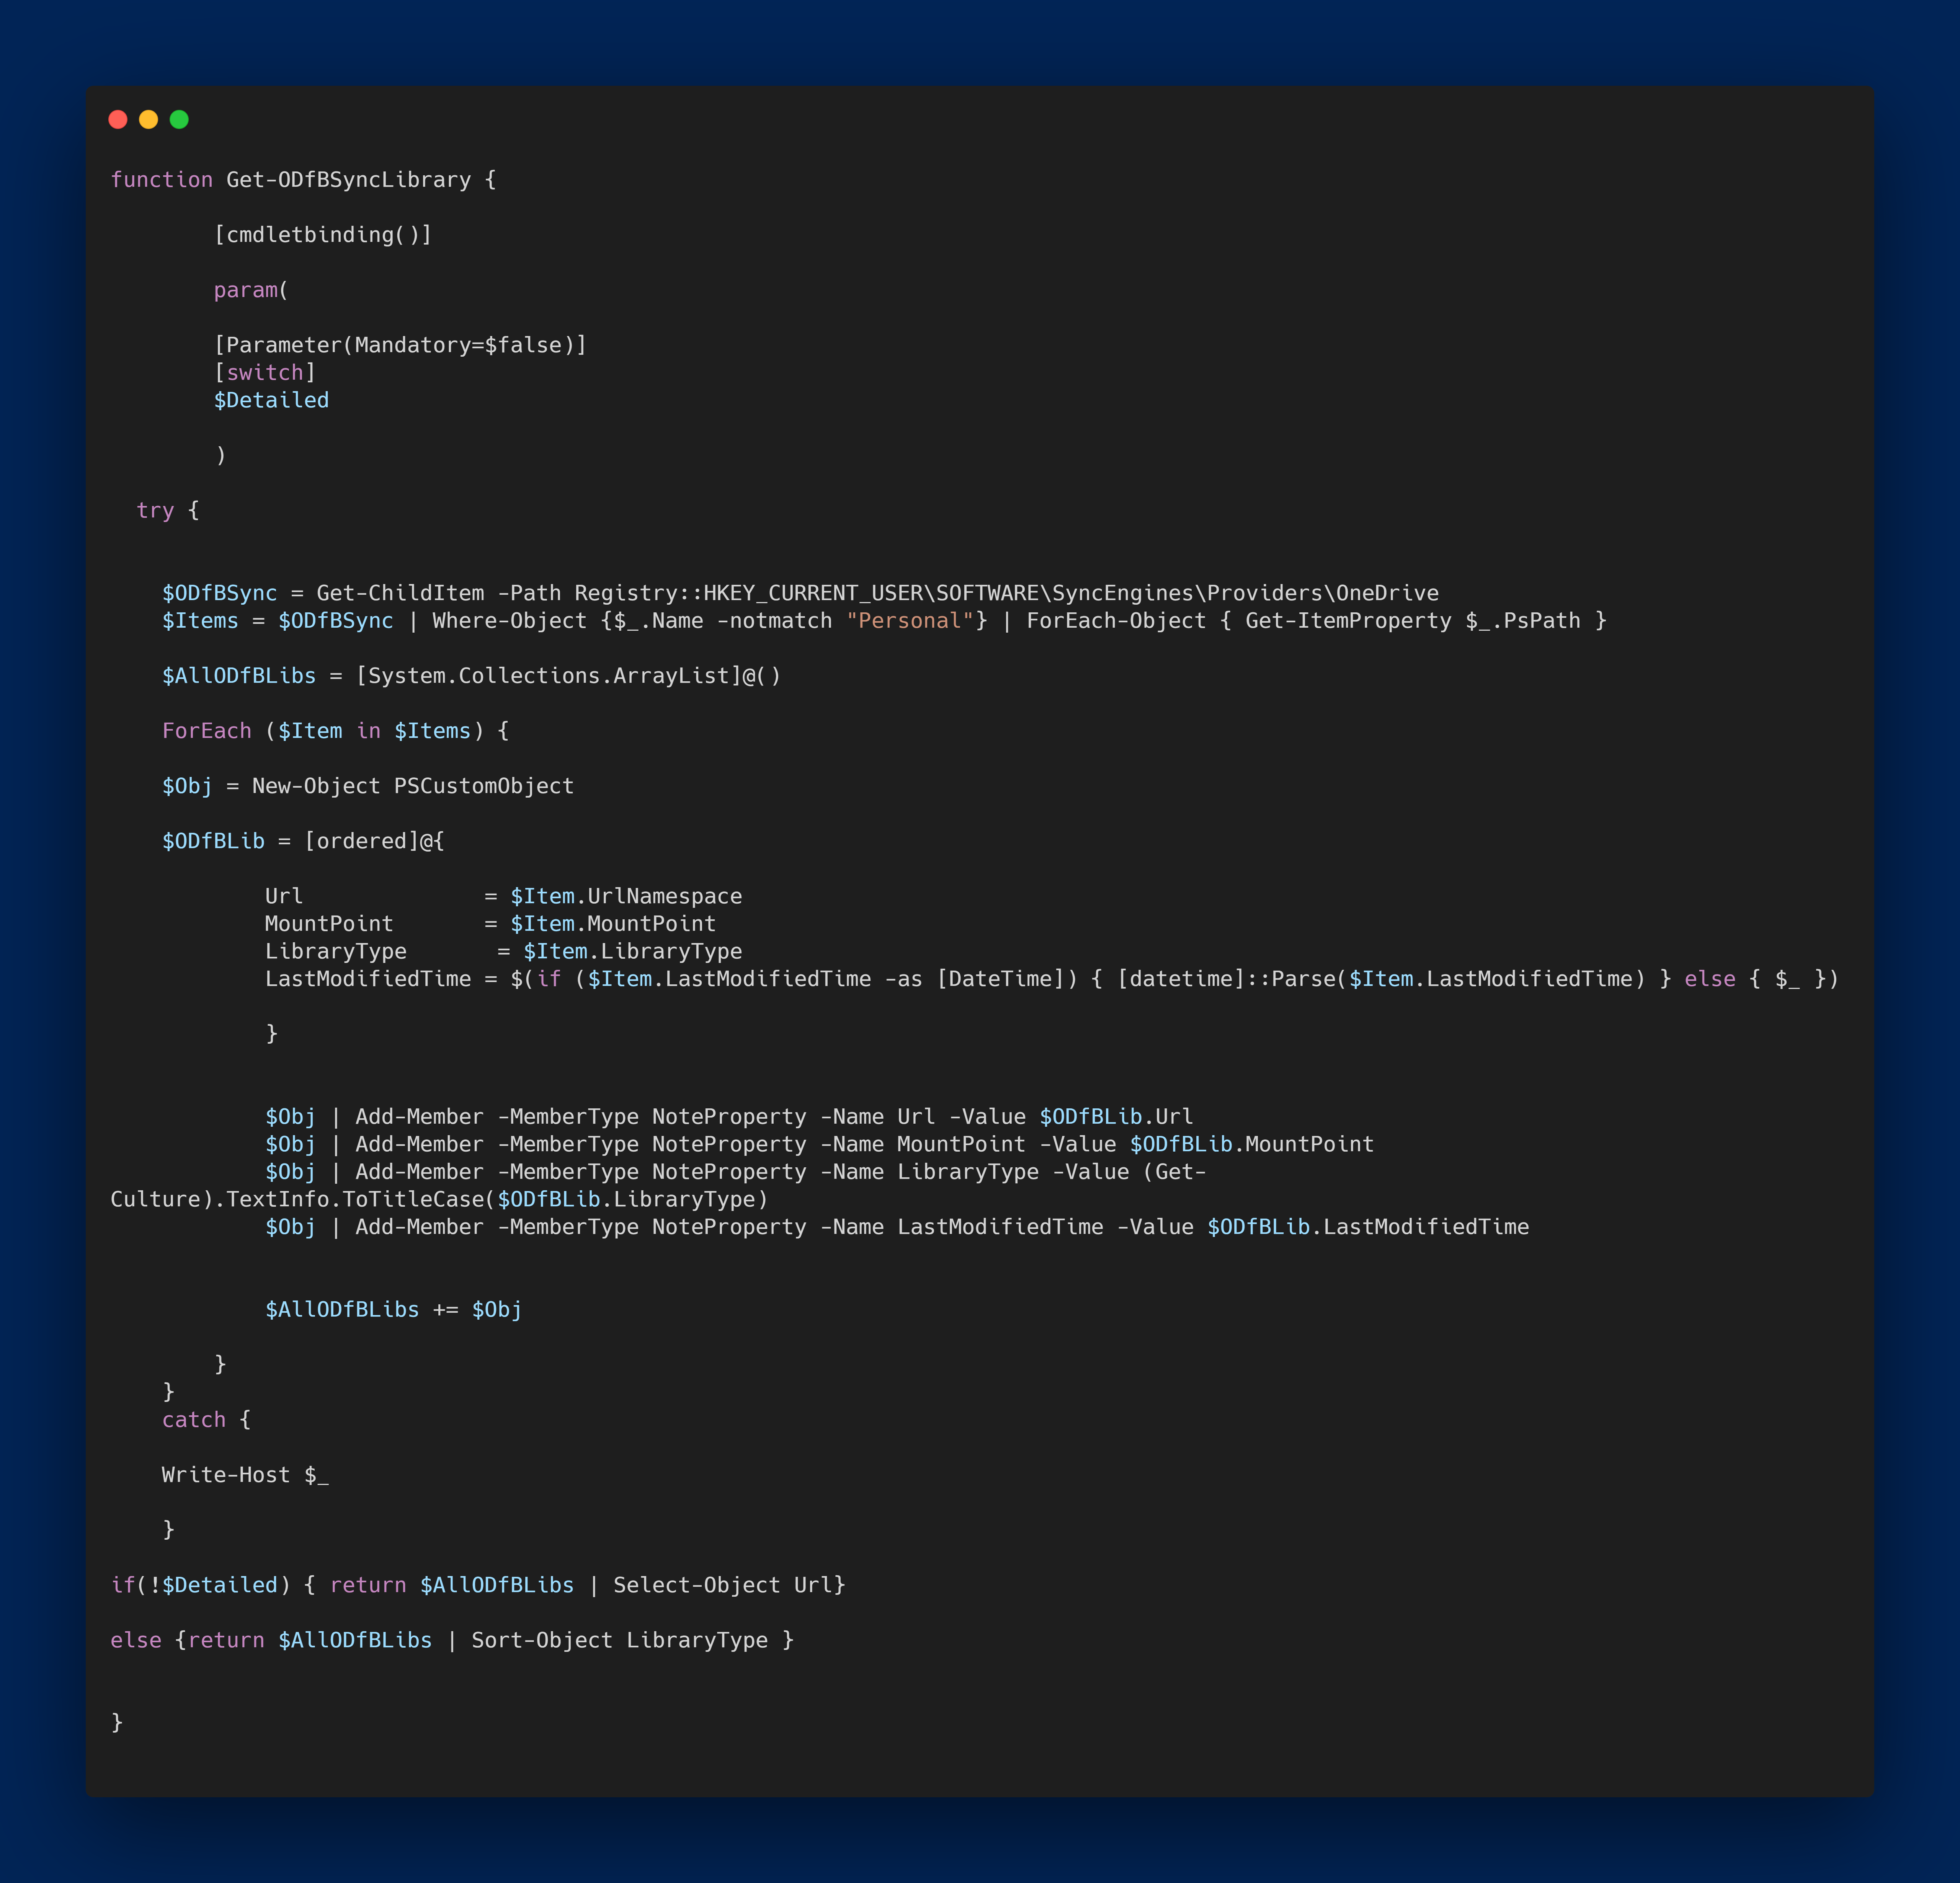 function Get-ODfBSyncLibrary {
        [cmdletbinding()]
        param(
        [Parameter(Mandatory=$false)]
        [switch]
        $Detailed
        )
  try {
    $ODfBSync = Get-ChildItem -Path Registry::HKEY_CURRENT_USER\SOFTWARE\SyncEngines\Providers\OneDrive
    $Items = $ODfBSync | Where-Object {$_.Name -notmatch "Personal"} | ForEach-Object { Get-ItemProperty $_.PsPath }
    $AllODfBLibs = [System.Collections.ArrayList]@()
    ForEach ($Item in $Items) {
    $Obj = New-Object PSCustomObject
    $ODfBLib = [ordered]@{
            Url              = $Item.UrlNamespace
            MountPoint       = $Item.MountPoint
            LibraryType       = $Item.LibraryType
            LastModifiedTime = $(if ($Item.LastModifiedTime -as [DateTime]) { [datetime]::Parse($Item.LastModifiedTime) } else { $_ })
            }
            $Obj | Add-Member -MemberType NoteProperty -Name Url -Value $ODfBLib.Url
            $Obj | Add-Member -MemberType NoteProperty -Name MountPoint -Value $ODfBLib.MountPoint
            $Obj | Add-Member -MemberType NoteProperty -Name LibraryType -Value (Get-
Culture).TextInfo.ToTitleCase($ODfBLib.LibraryType)
            $Obj | Add-Member -MemberType NoteProperty -Name LastModifiedTime -Value $ODfBLib.LastModifiedTime
            $AllODfBLibs += $Obj
        }
    }
    catch {
    Write-Host $_
    }
if(!$Detailed) { return $AllODfBLibs | Select-Object Url}
else {return $AllODfBLibs | Sort-Object LibraryType }
}